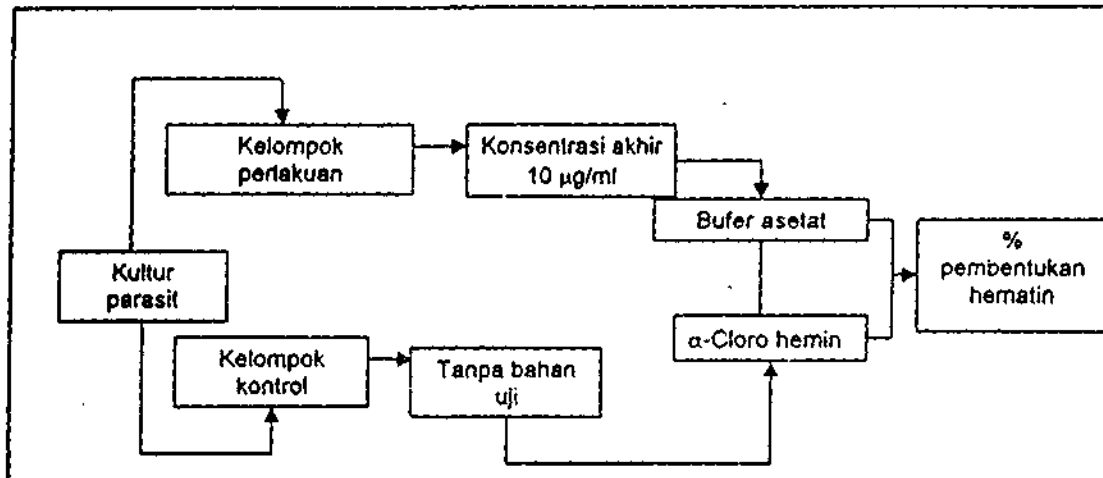 Kelompok
perlakuan
Konsentrasi akhir
10 µg/ml
Bufer asetat
%
pembentukan
hematin
Kultur
parasit
α-Cloro hemin
Kelompok
kontrol
Tanpa bahan
uji